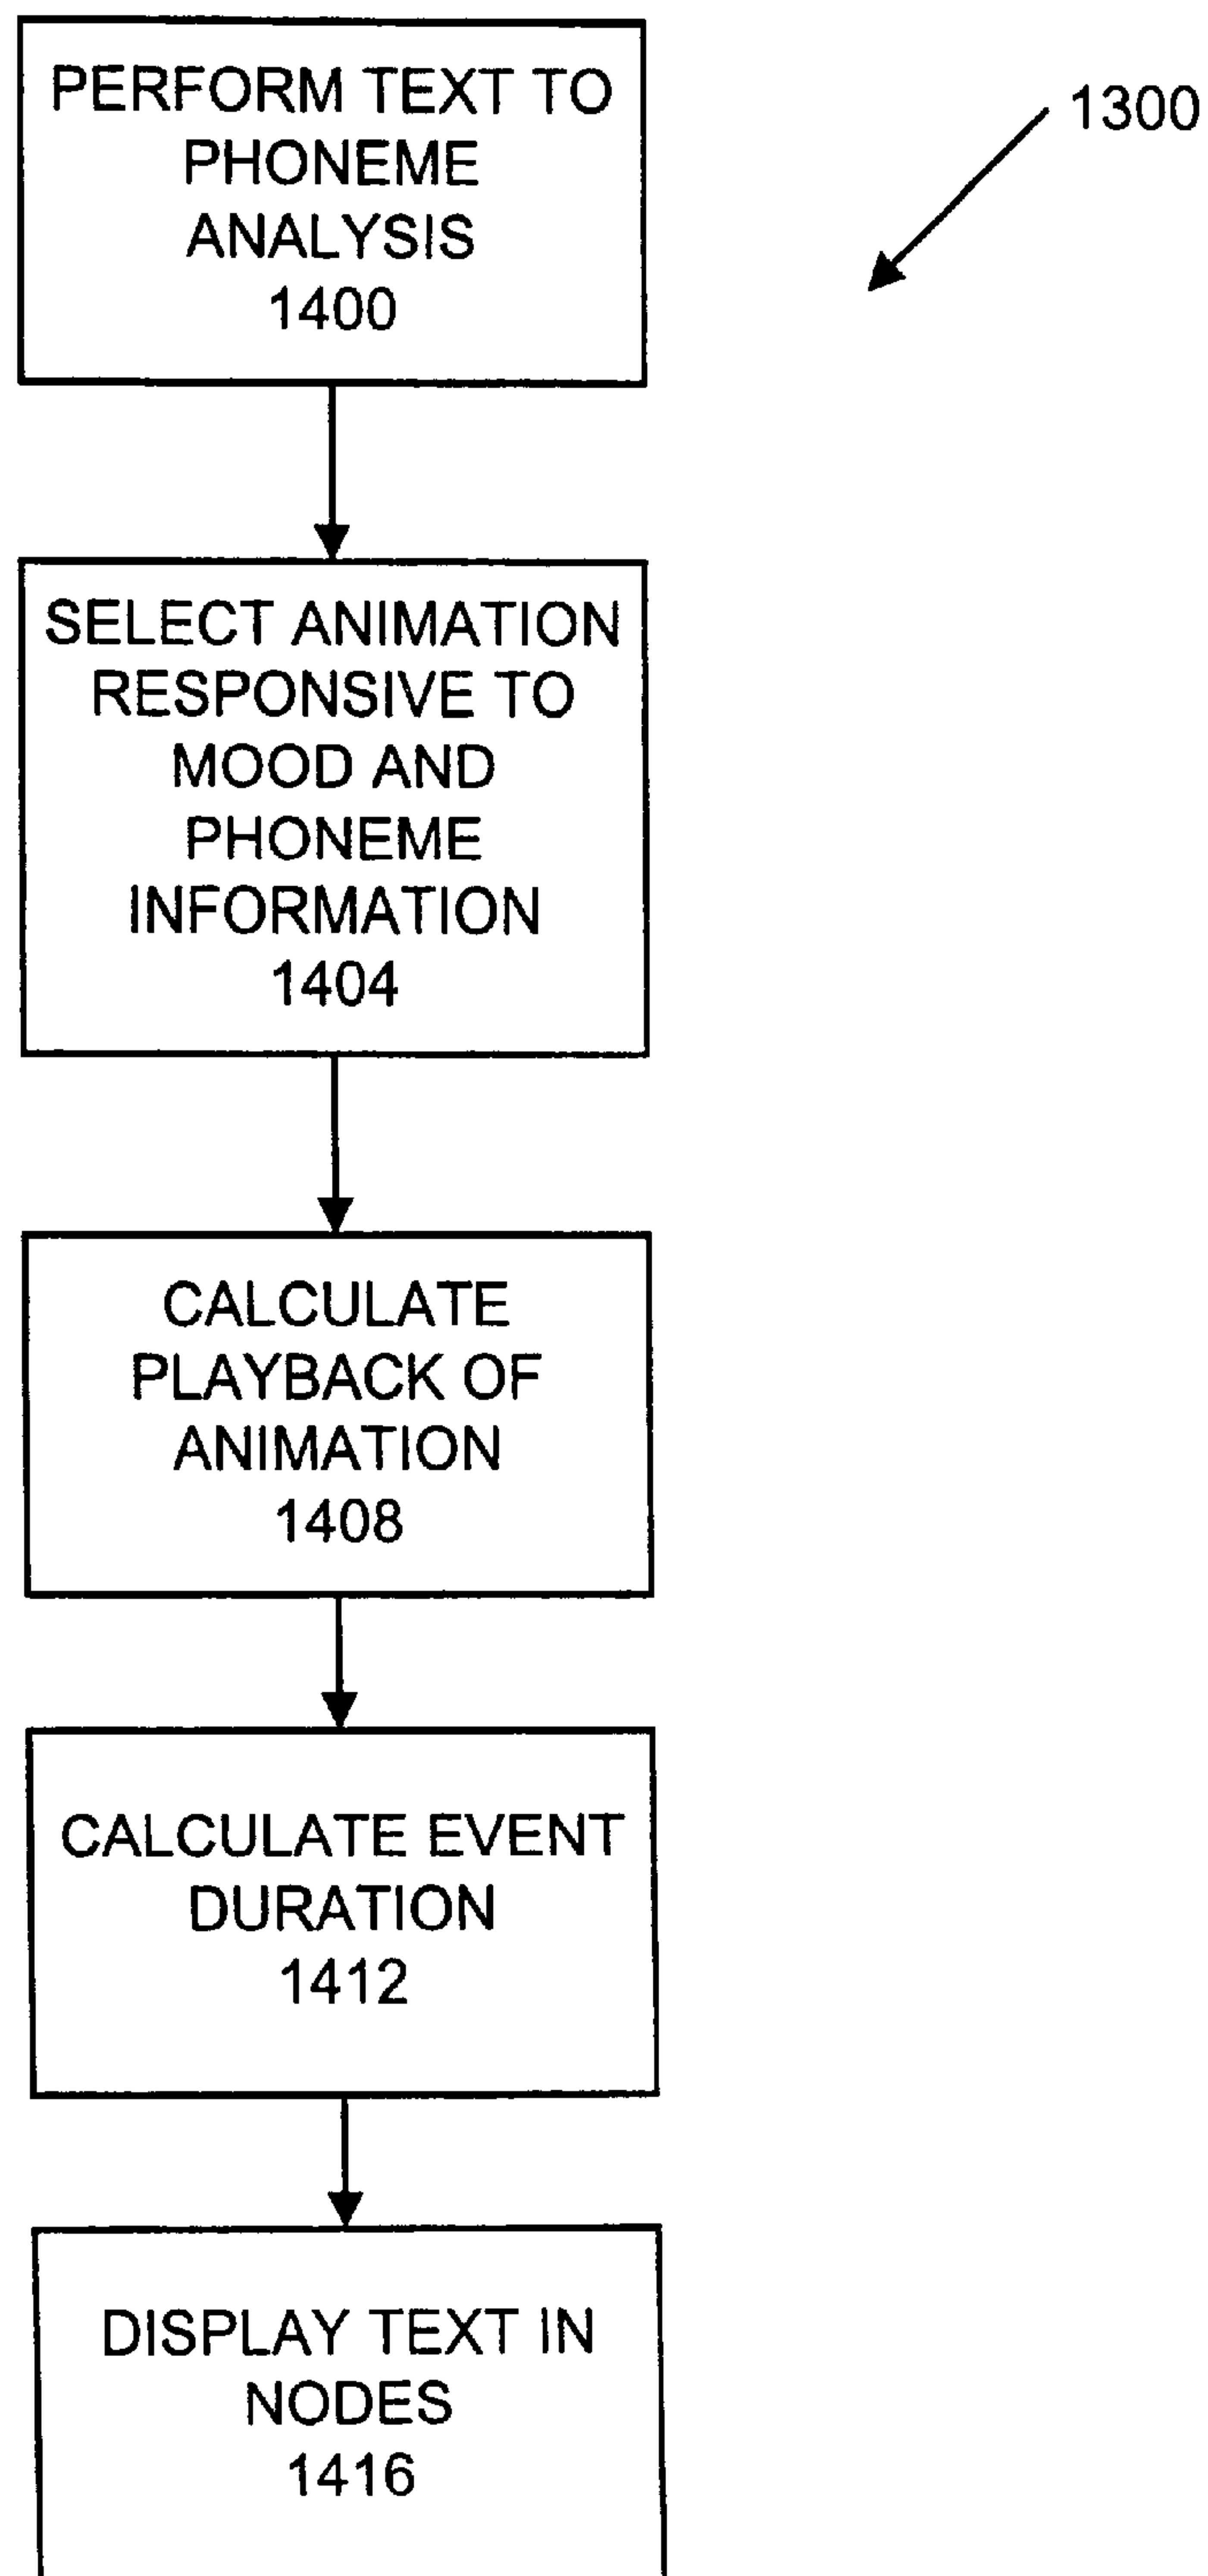 PERFORM TEXT TO
PHONEME
ANALYSIS
1400
1300
SELECT ANIMATION
RESPONSIVE TO
MOOD AND
PHONEME
INFORMATION
1404
CALCULATE
PLAYBACK OF
ANIMATION
1408
CALCULATE EVENT
DURATION
1412
DISPLAY TEXT IN
NODES
1416